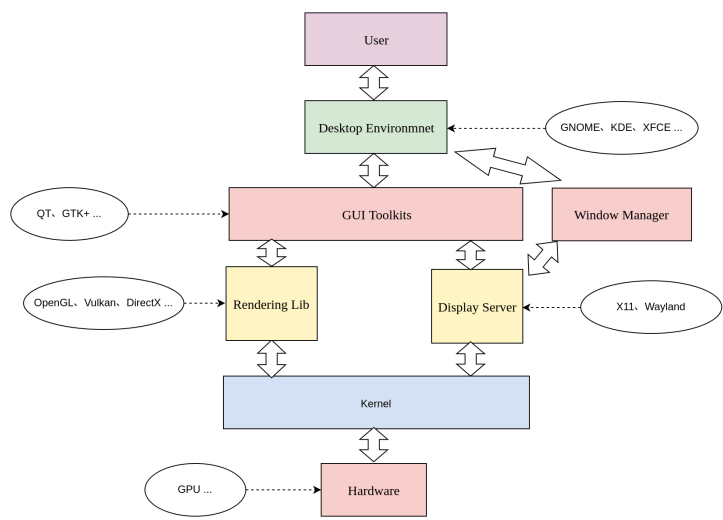 User
Desktop Environmnet
GNOME、KDE、XFCE ...
QT、GTK+ ...
GUI Toolkits
Window Manager
OpenGL、Vulkan、DirectX ...
Rendering Lib
Display Server
X11、Wayland
Kernel
GPU ...
Hardware